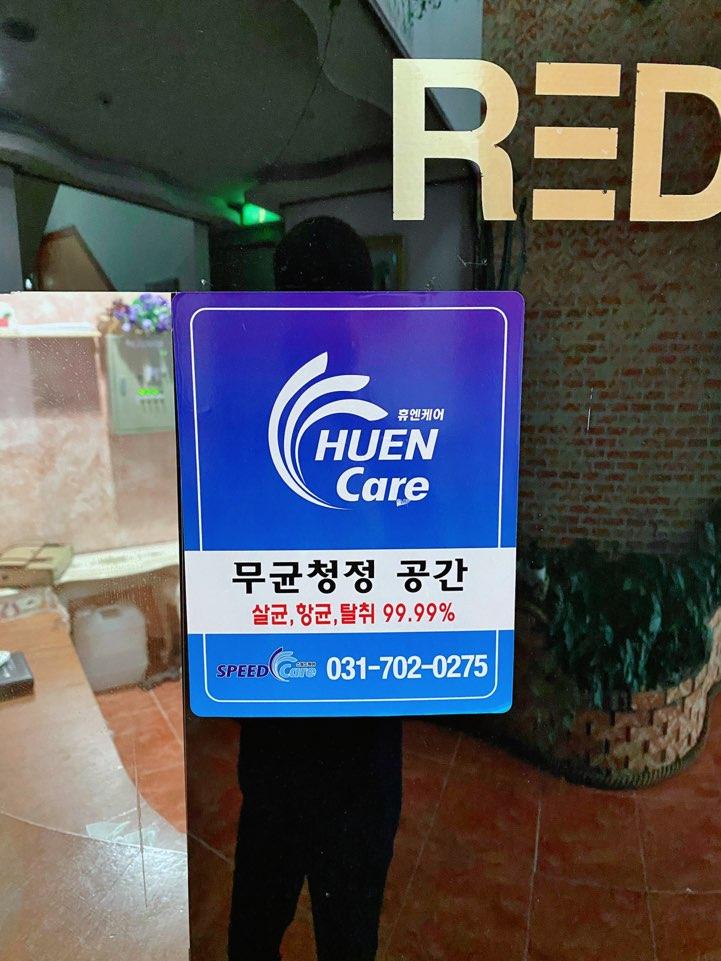 RED
휴엔케어
HUEN
Care
무균청정 공간
살균,항균,탈취 99.99%
SPEED Care 031-702-0275